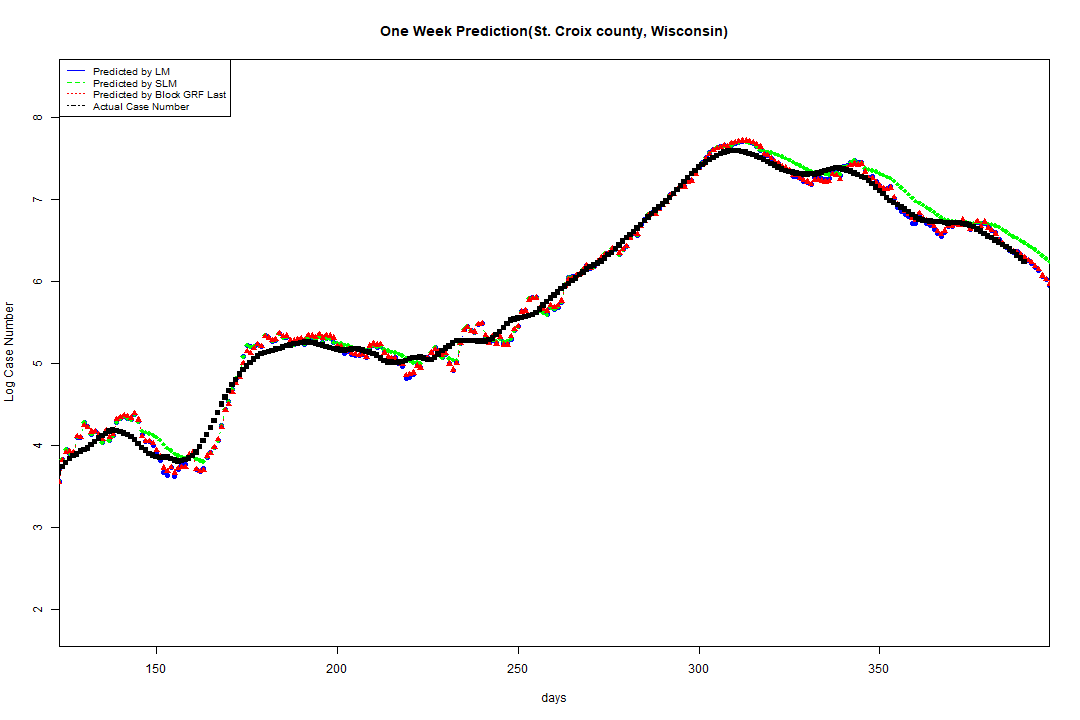 One Week Prediction(St. Croix county, Wisconsin)
Predicted by LM
Predicted by SLM
Predicted by Block GRF Last
Actual Case Number
8
7
6
5
4
3
2
Log Case Number
150 200 250 300 350
days